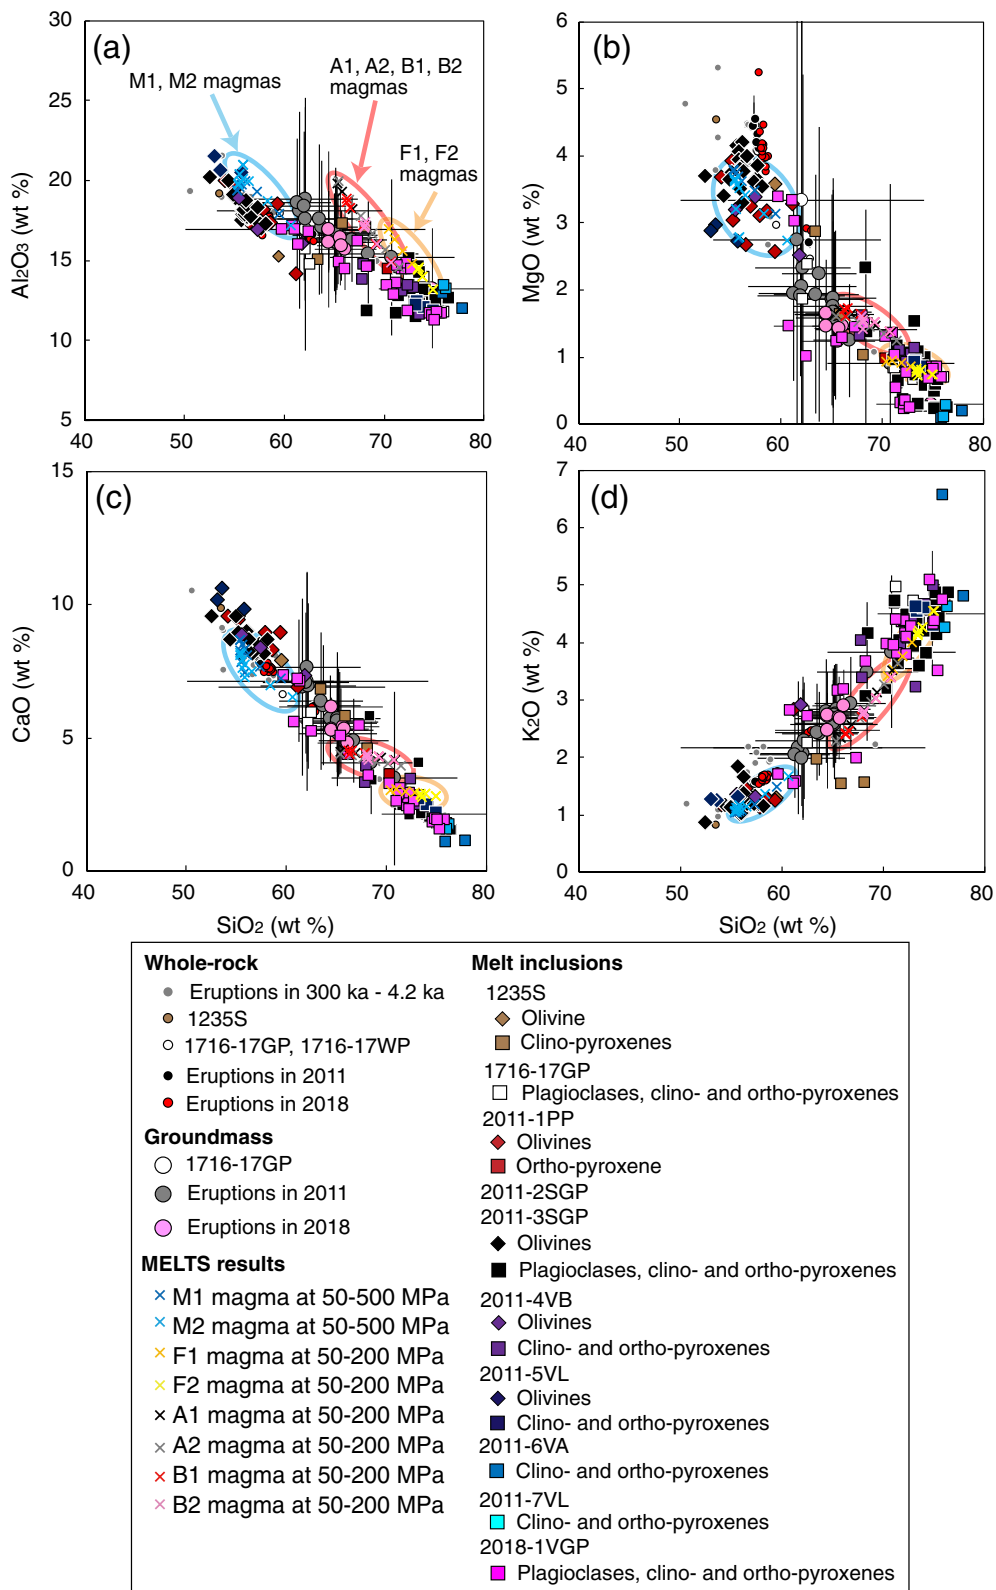 30
(a)
M1, M2 magmas
A1, A2, B1, B2
magmas
F1, F2
magmas
25
20
15
10
5
Al2O3 (wt %)
40
50
60
70
80
6
(b)
5
4
3
2
1
0
MgO (wt %)
40
50
60
70
80
15
(c)
10
5
0
CaO (wt %)
40
50
60
70
80
SiO2 (wt %)
7
(d)
6
5
4
3
2
1
0
K2O (wt %)
40
50
60
70
80
SiO2 (wt %)
Whole-rock
Eruptions in 300 ka - 4.2 ka
1235S
1716-17GP, 1716-17WP
Eruptions in 2011
Eruptions in 2018
Groundmass
1716-17GP
Eruptions in 2011
Eruptions in 2018
MELTS results
M1 magma at 50-500 MPa
M2 magma at 50-500 MPa
F1 magma at 50-200 MPa
F2 magma at 50-200 MPa
A1 magma at 50-200 MPa
A2 magma at 50-200 MPa
B1 magma at 50-200 MPa
B2 magma at 50-200 MPa
Melt inclusions
1235S
Olivine
Clino-pyroxenes
1716-17GP
Plagioclases, clino- and ortho-pyroxenes
2011-1PP
Olivines
Ortho-pyroxene
2011-2SGP
2011-3SGP
Olivines
Plagioclases, clino- and ortho-pyroxenes
2011-4VB
Olivines
Clino- and ortho-pyroxenes
2011-5VL
Olivines
Clino- and ortho-pyroxenes
2011-6VA
Clino- and ortho-pyroxenes
2011-7VL
Clino- and ortho-pyroxenes
2018-1VGP
Plagioclases, clino- and ortho-pyroxenes